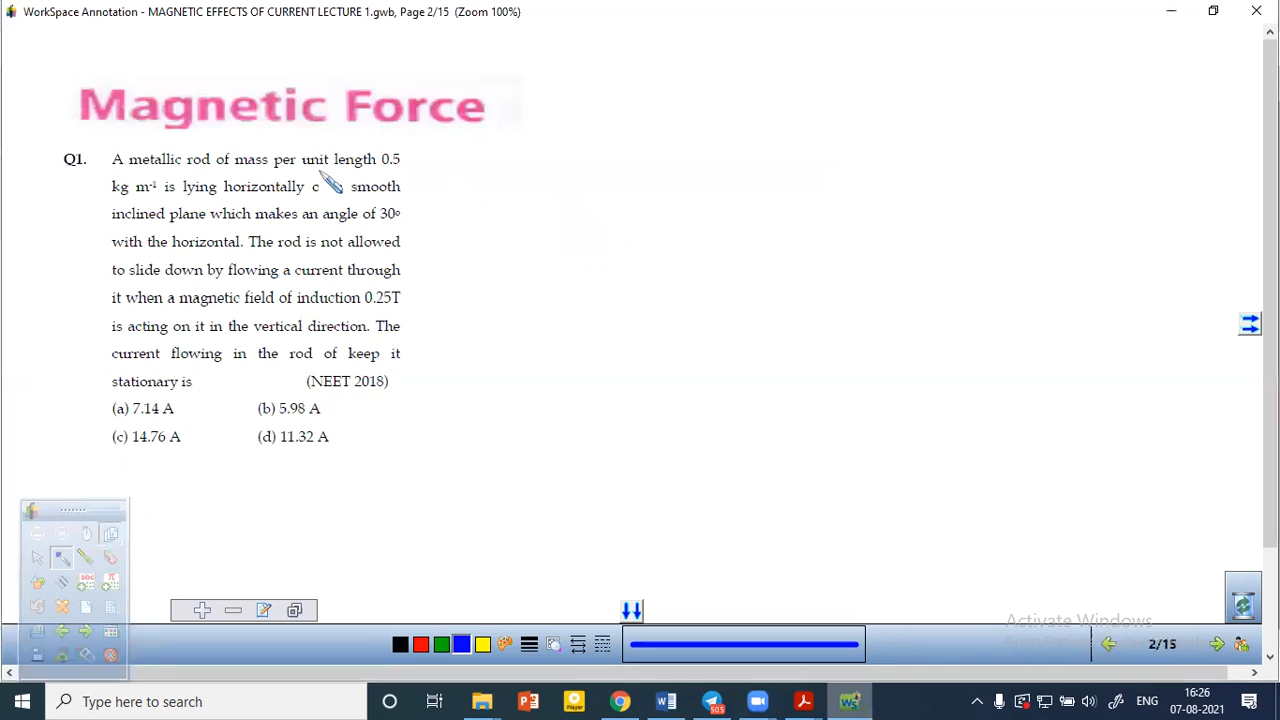 WorkSpace Annotation - MAGNETIC EFFECTS OF CURRENT LECTURE 1.gwb, Page 2/15 (Zoom 100%)
Magnetic Force
Q1. A metallic rod of mass per unit length 0.5
kg m⁻¹ is lying horizontally o smooth
inclined plane which makes an angle of 30º
with the horizontal. The rod is not allowed
to slide down by flowing a current through
it when a magnetic field of induction 0.25T
is acting on it in the vertical direction. The
current flowing in the rod of keep it
stationary is (NEET 2018)
(a) 7.14 A (b) 5.98 A
(c) 14.76 A (d) 11.32 A
Activate Windows
2/15
Type here to search
ENG
16:26
07-08-2021